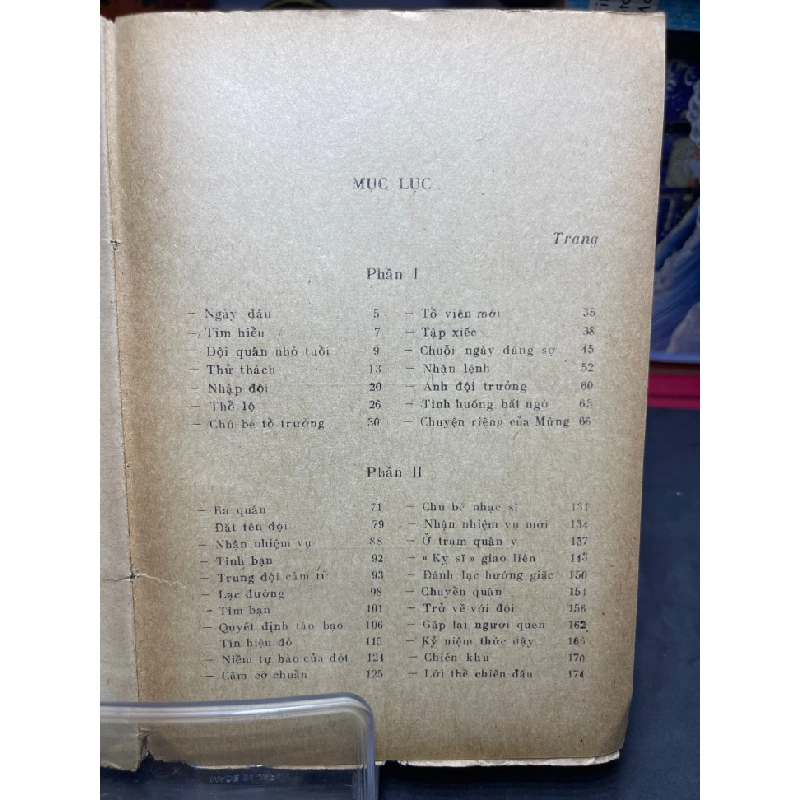 MỤC LỤC
Trang
Phần I
— Ngày đầu 5
— Tìm hiểu 7
— Đội quân nhỏ tuổi 9
— Thử thách 13
— Nhập đội 20
— Thổ lộ 26
— Chú bé tổ trưởng 30
— Tổ viên mới 35
— Tập xiếc 38
— Chuỗi ngày đáng sợ 45
— Nhận lệnh 52
— Anh đội trưởng 60
— Tình huống bất ngờ 65
— Chuyện riêng của Mừng 66
Phần II
— Ra quân 71
Đặt tên đội 79
— Nhận nhiệm vụ 88
— Tình bạn 92
— Trung đội cảm tử 93
— Lạc đường 98
— Tìm bạn 101
— Quyết định táo bạo 106
Tín hiệu đỏ 115
— Niềm tự hào của đội 121
— Cắm cờ chuẩn 125
— Chú bé nhạc sĩ 131
— Nhận nhiệm vụ mới 134
— Ở trạm quân y 137
— « Kỵ sĩ » giao liên 143
— Đánh lạc hướng giặc 150
— Chuyển quân 154
— Trở về với đội 156
— Gặp lại người quen 162
— Kỷ niệm thức dậy
— Chiến khu 170
— Lời thề chiến đấu 174